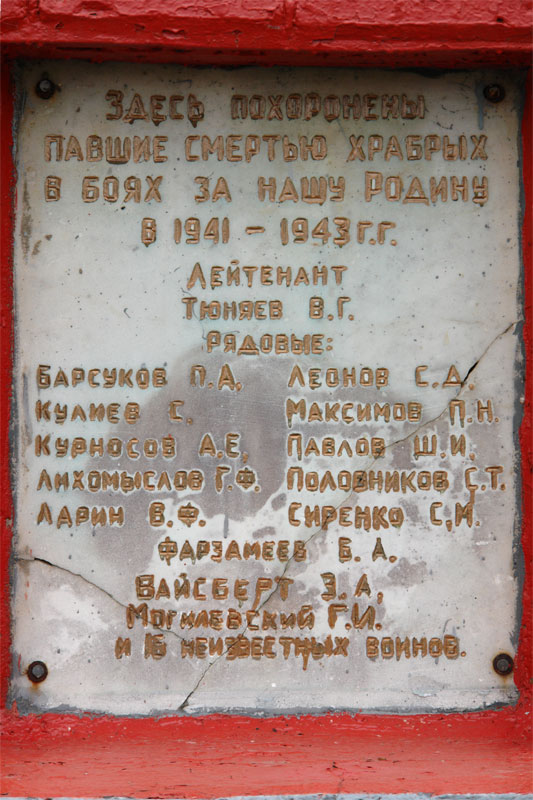 Здесь похоронены
павшие смертью храбрых
в боях за нашу Родину
в 1941 – 1943 г.г.
Лейтенант
Тюняев В.Г.
рядовые:
Барсуков П.А. Леонов С.Д.
Кулиев С. Максимов П.Н.
Курносов А.Е. Павлов Ш.И.
Лихомыслов Г.Ф. Половников С.Т.
Ларин В.Ф. Сиренко С.М.
Фарзамеев Б.А.
Вайсберт З.А.
Могилевский Г.И.
и 16 неизвестных воинов.